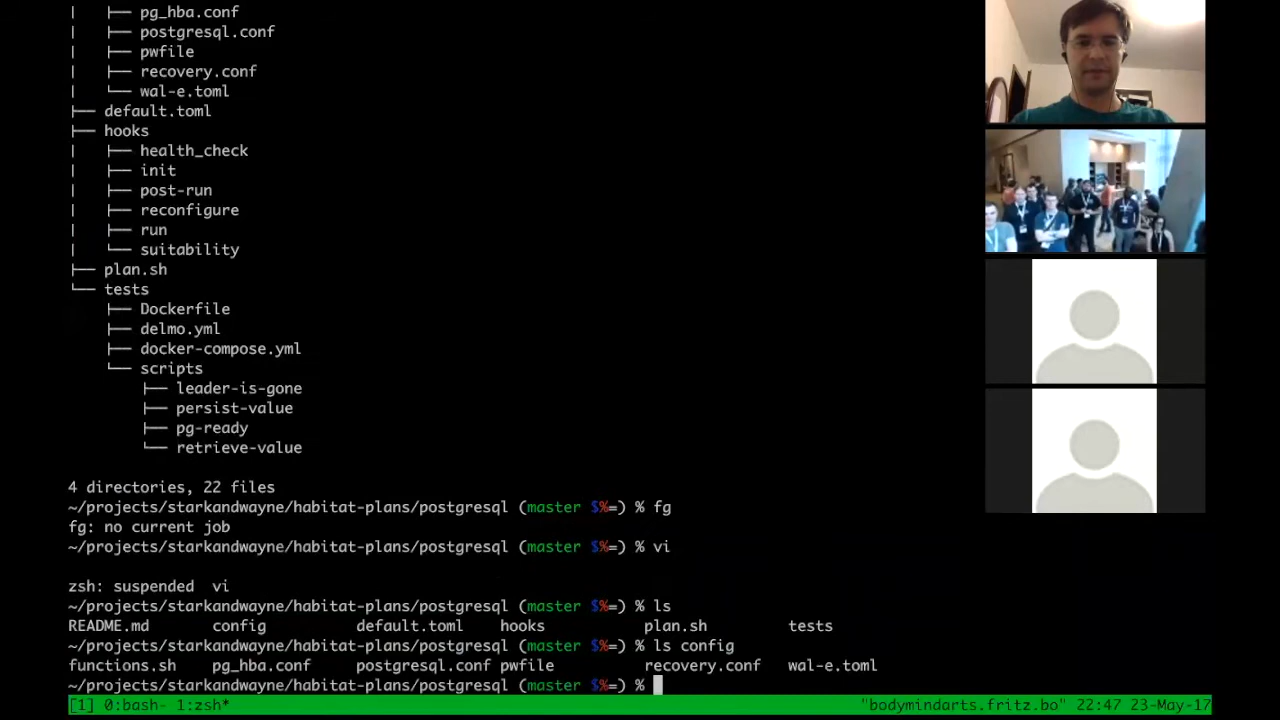 |   ├── pg_hba.conf
|   ├── postgresql.conf
|   ├── pwfile
|   ├── recovery.conf
|   └── wal-e.toml
├── default.toml
├── hooks
|   ├── health_check
|   ├── init
|   ├── post-run
|   ├── reconfigure
|   ├── run
|   └── suitability
├── plan.sh
└── tests
    ├── Dockerfile
    ├── delmo.yml
    ├── docker-compose.yml
    └── scripts
        ├── leader-is-gone
        ├── persist-value
        ├── pg-ready
        └── retrieve-value
4 directories, 22 files
~/projects/starkandwayne/habitat-plans/postgresql (master $%=) % fg
fg: no current job
~/projects/starkandwayne/habitat-plans/postgresql (master $%=) % vi
zsh: suspended  vi
~/projects/starkandwayne/habitat-plans/postgresql (master $%=) % ls
README.md       config          default.toml    hooks           plan.sh         tests
~/projects/starkandwayne/habitat-plans/postgresql (master $%=) % ls config
functions.sh    pg_hba.conf     postgresql.conf pwfile          recovery.conf   wal-e.toml
~/projects/starkandwayne/habitat-plans/postgresql (master $%=) %
[1] 0:bash- 1:zsh* "bodymindarts.fritz.bo" 22:47 23-May-17